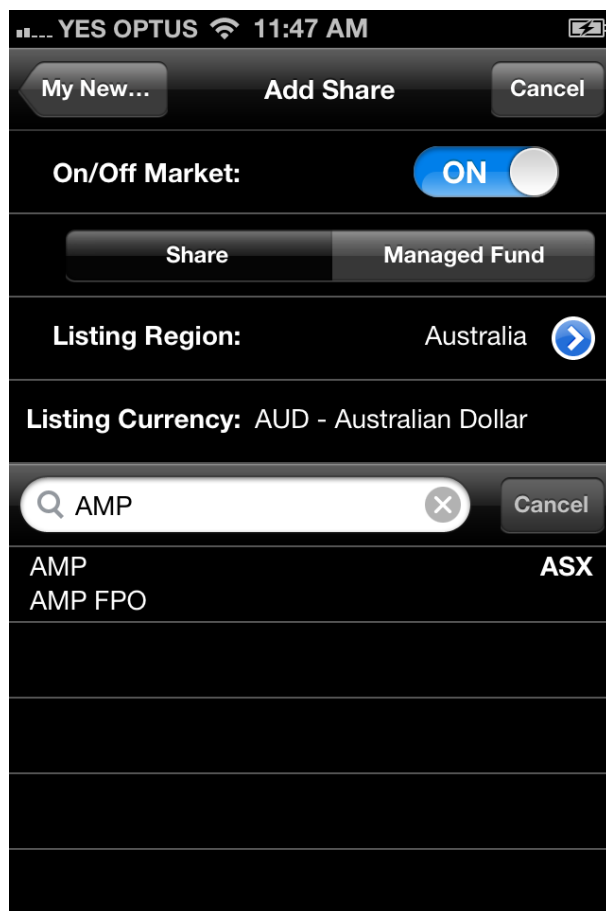 YES OPTUS 11:47 AM
My New... Add Share Cancel
On/Off Market: ON
Share Managed Fund
Listing Region: Australia
Listing Currency: AUD - Australian Dollar
AMP Cancel
AMP ASX
AMP FPO